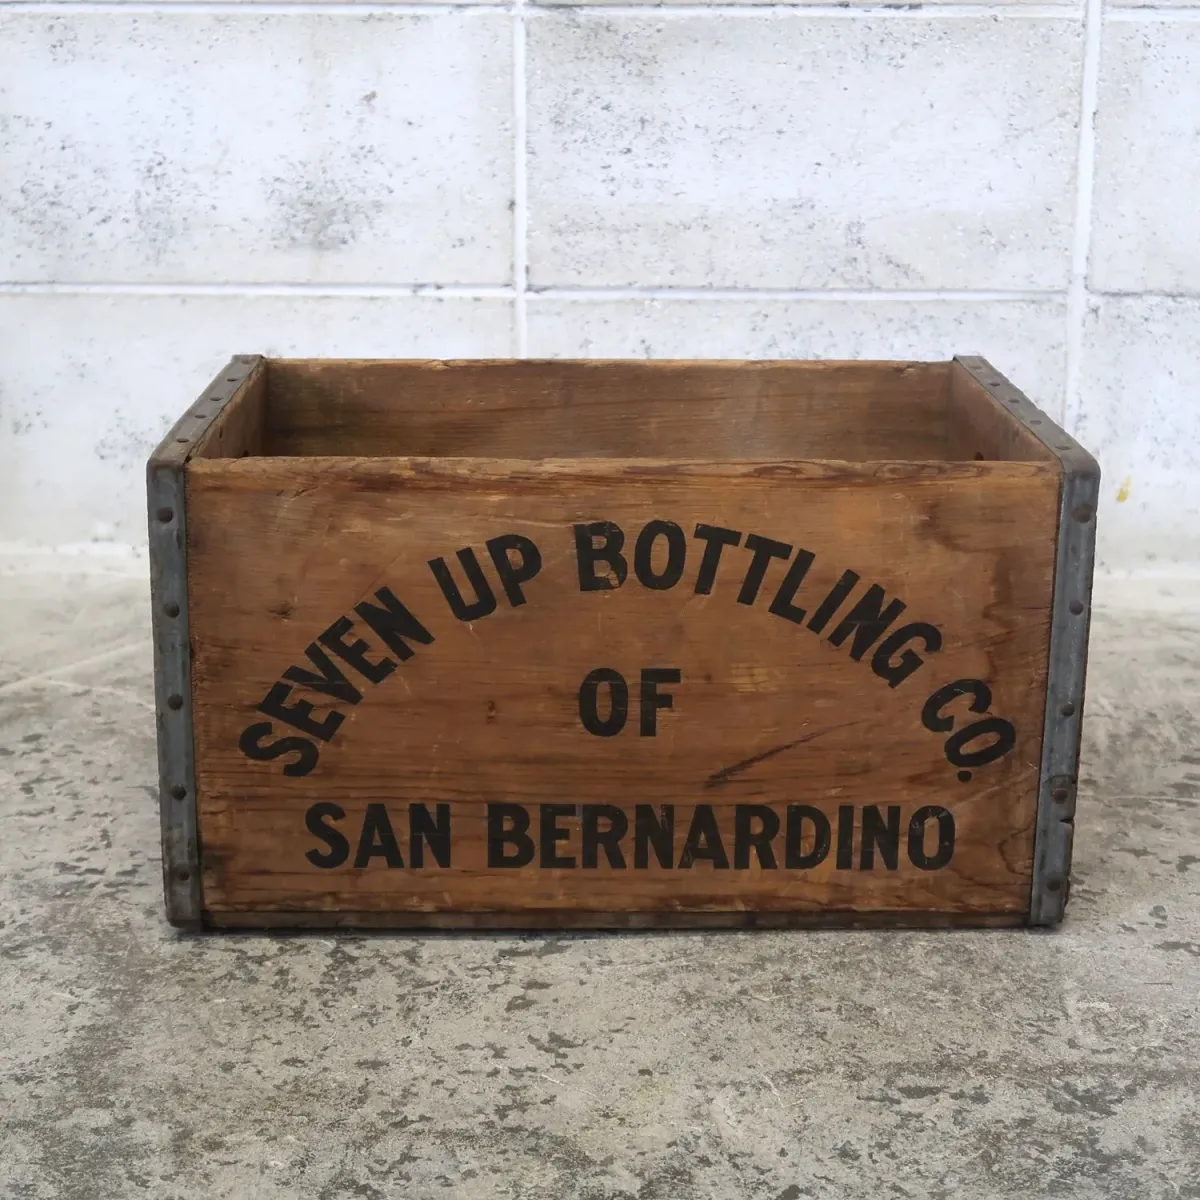 SEVEN UP BOTTLING CO.
OF
SAN BERNARDINO